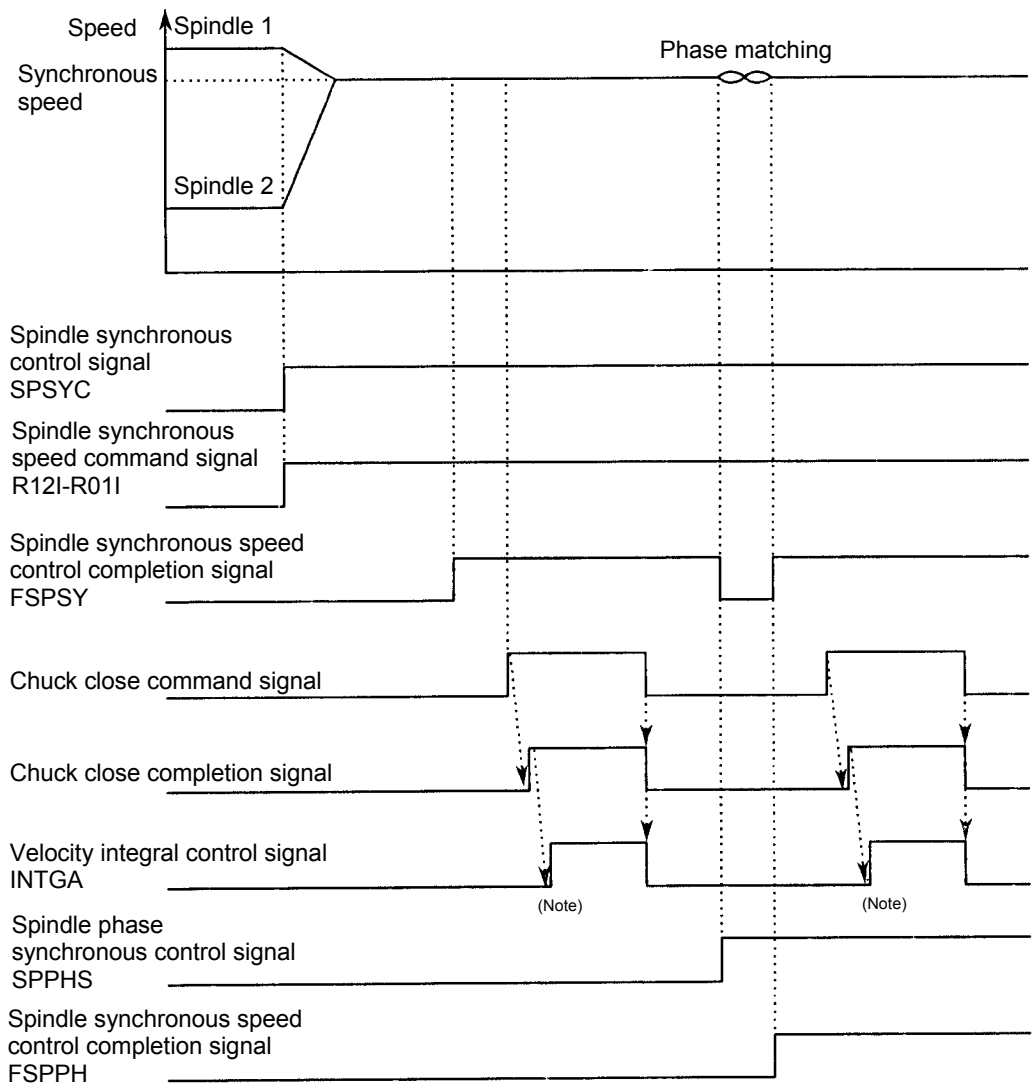 Speed
Spindle 1
Synchronous
speed
Phase matching
Spindle 2
Spindle synchronous
control signal
SPSYC
Spindle synchronous
speed command signal
R12I-R01I
Spindle synchronous speed
control completion signal
FSPSY
Chuck close command signal
Chuck close completion signal
Velocity integral control signal
INTGA
(Note)
(Note)
Spindle phase
synchronous control signal
SPPHS
Spindle synchronous speed
control completion signal
FSPPH